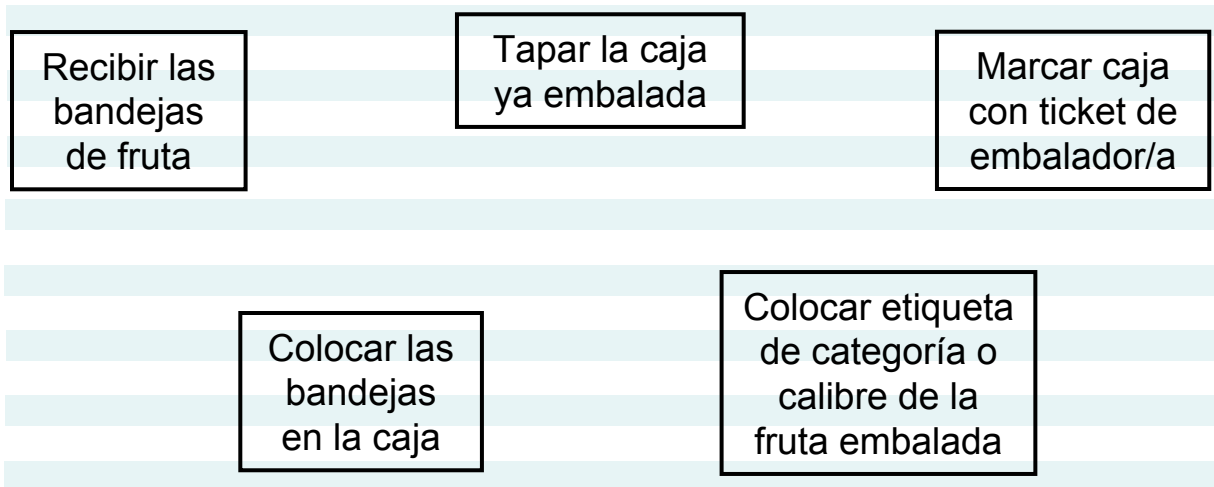 Recibir las
bandejas
de fruta
Tapar la caja
ya embalada
Marcar caja
con ticket de
embalador/a
Colocar las
bandejas
en la caja
Colocar etiqueta
de categoría o
calibre de la
fruta embalada